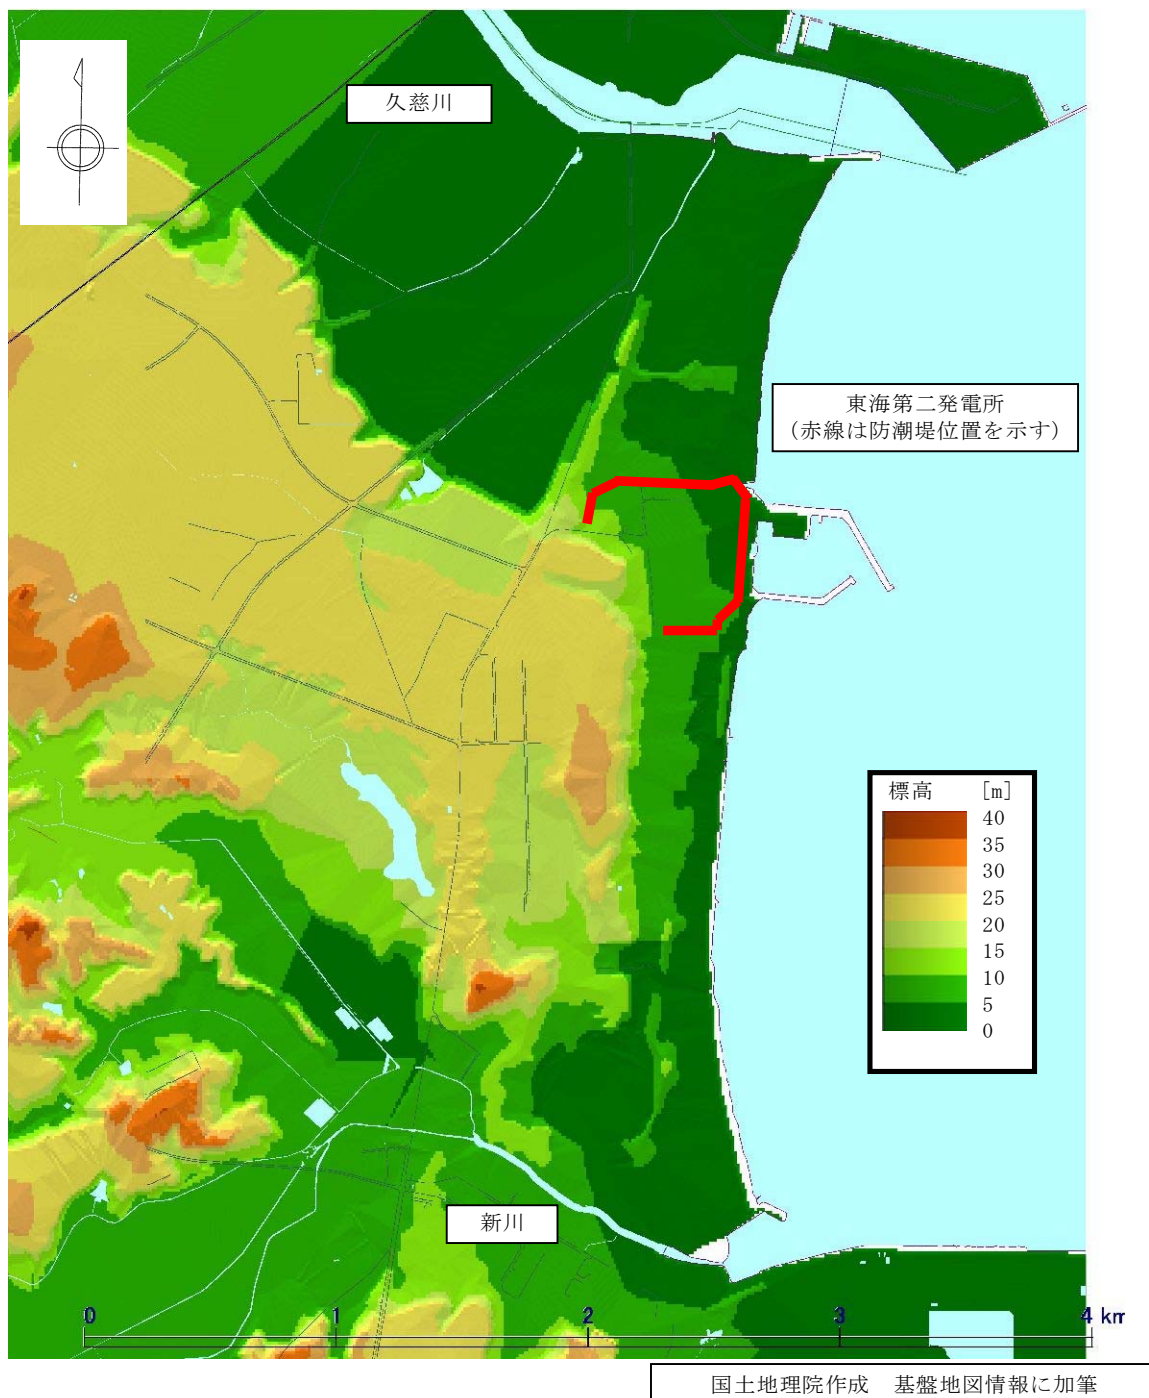 久慈川
東海第二発電所
（赤線は防潮堤位置を示す）
標高 [m]
40
35
30
25
20
15
10
5
0
新川
0 1 2 3 4 km
国土地理院作成　基盤地図情報に加筆